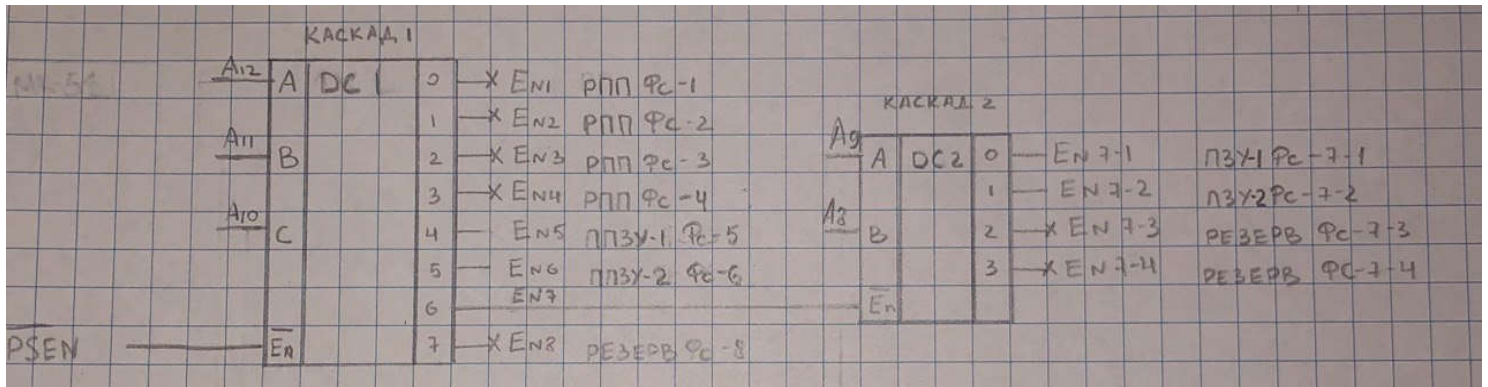 КАСКАД 1
A12 A DC1 0 EN1 РПП Фс-1
1 EN2 РПП Фс-2
A11 B 2 EN3 РПП Фс-3
3 EN4 РПП Фс-4
A10 C 4 EN5 ППЗУ-1 Фс-5
5 EN6 ППЗУ-2 Фс-6
6 EN7
PSEN En 7 EN8 РЕЗЕРВ Фс-8
КАСКАД 2
A9 A DC2 0 EN 7-1 ПЗУ-1 Фс-7-1
1 EN 7-2 ПЗУ-2 Фс-7-2
A8 B 2 EN 7-3 РЕЗЕРВ Фс-7-3
3 EN 7-4 РЕЗЕРВ Фс-7-4
En